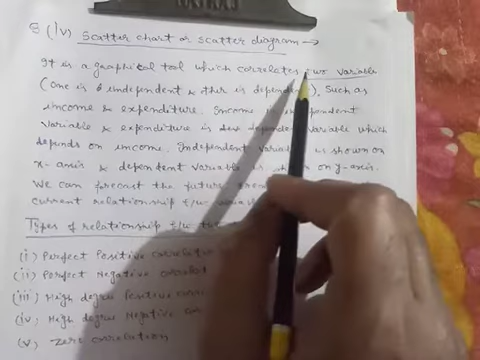 NATRAJ
8 (iv) Scatter chart or scatter diagram →
It is a graphical tool which correlates two variable
(One is independent & this is dependent). Such as
income & expenditure. Income is independent
variable & expenditure is dependent variable which
depends on income. Independent variable is shown on
x-axis & dependent variable is shown on y-axis.
We can forecast the future
current relationship b/w
Types of relationship b/w
(i) Perfect Positive
(ii) Perfect Negative
(iii) High degree Positive
(iv) High degree Negative
(v) zero correlation